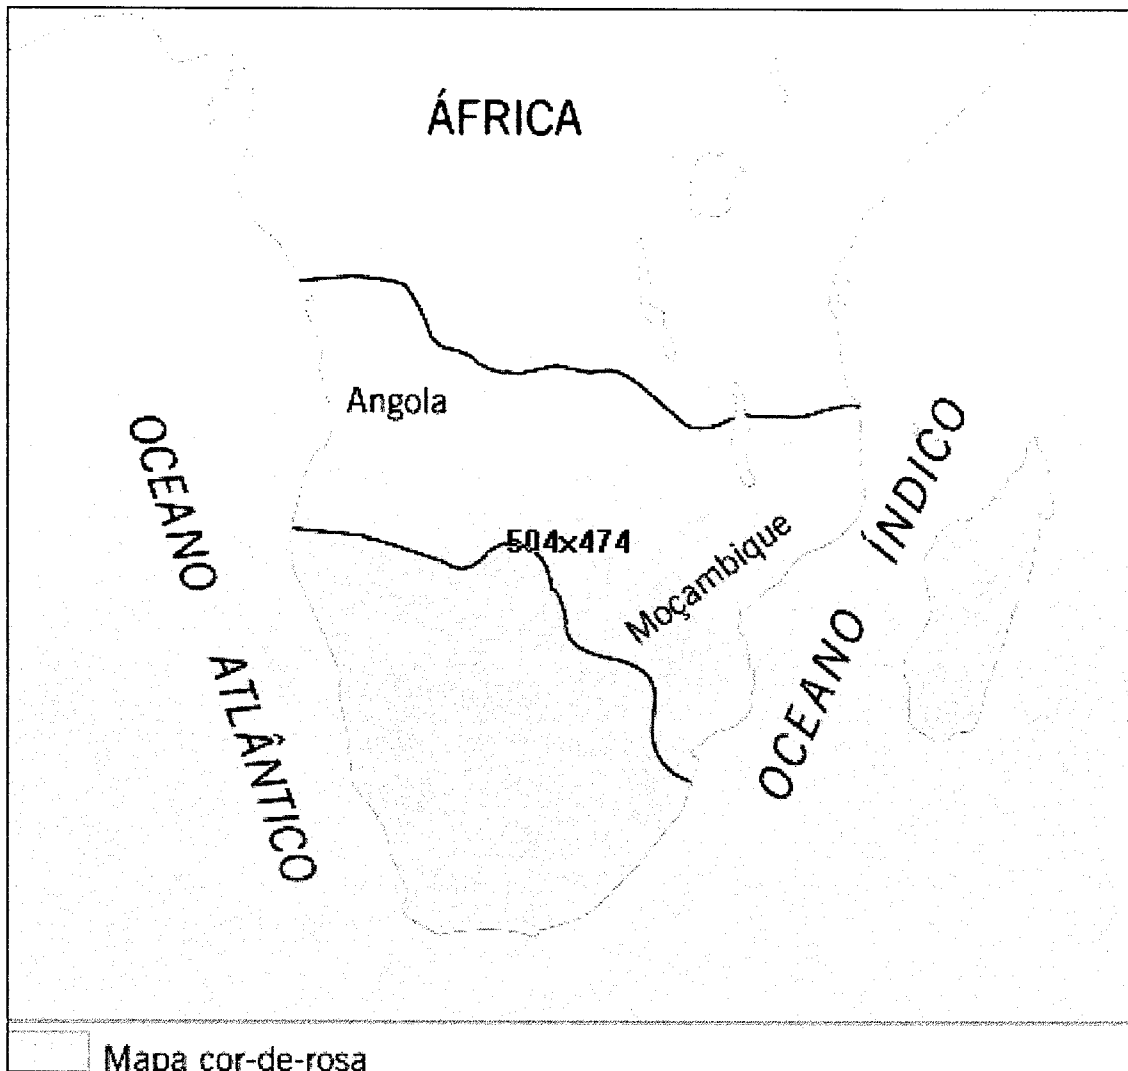 ÁFRICA
Angola
OCEANO ATLÂNTICO
504x474
Moçambique
OCEANO ÍNDICO
Mapa cor-de-rosa